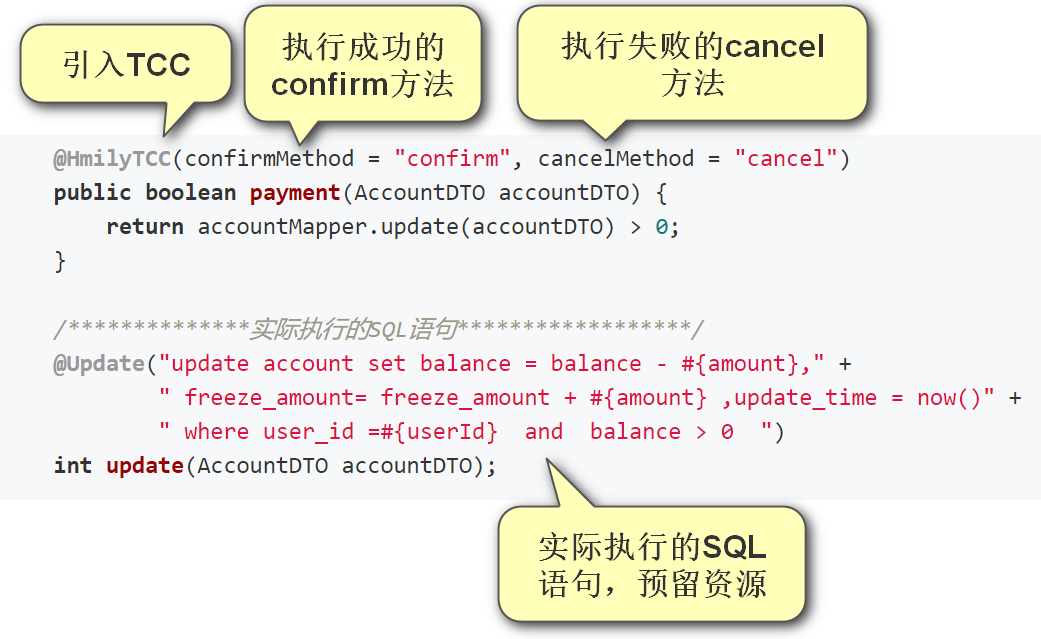 引入TCC
执行成功的
confirm方法
执行失败的cancel
方法
@HmilyTCC(confirmMethod = "confirm", cancelMethod = "cancel")
public boolean payment(AccountDTO accountDTO) {
    return accountMapper.update(accountDTO) > 0;
}
/**************实际执行的SQL语句******************/
@Update("update account set balance = balance - #{amount}," +
        " freeze_amount= freeze_amount + #{amount} ,update_time = now()" +
        " where user_id =#{userId}  and  balance > 0  ")
int update(AccountDTO accountDTO);
实际执行的SQL
语句，预留资源